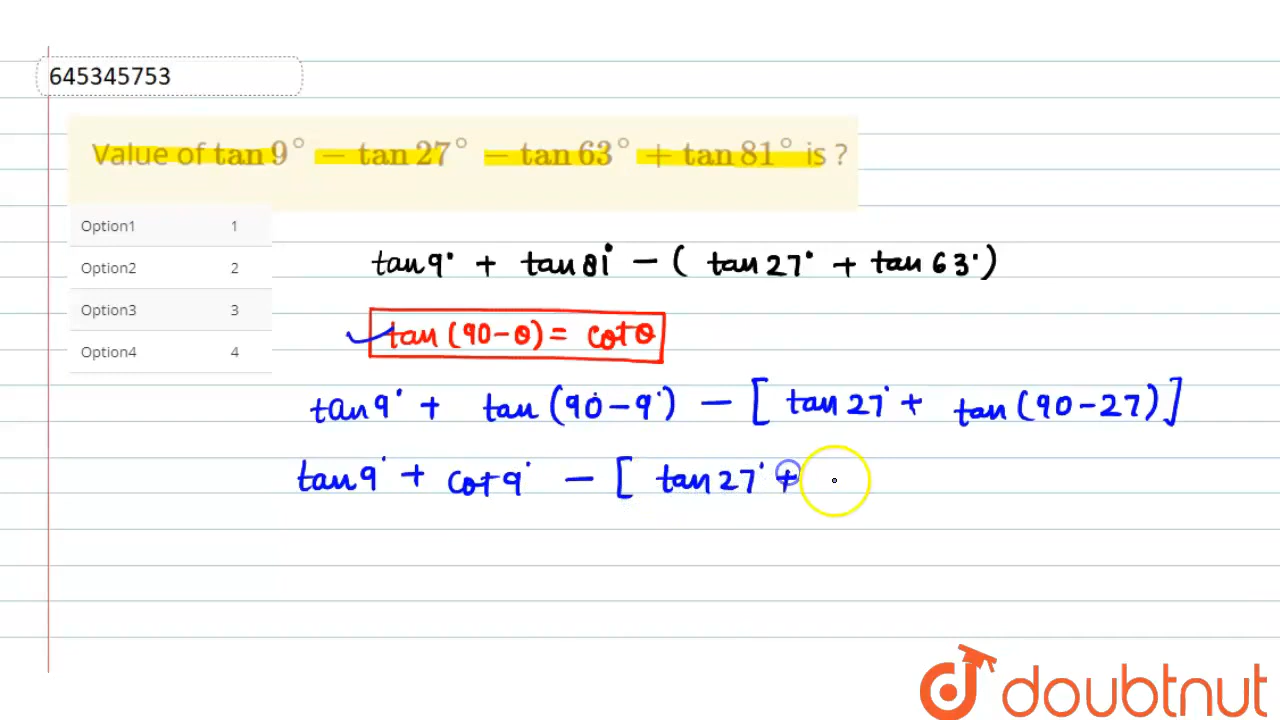 645345753
Value of tan 9° − tan 27° − tan 63° + tan 81° is ?
Option1 1
Option2 2
Option3 3
Option4 4
tan9° + tan81° − ( tan27° + tan63° )
tan(90−θ) = cotθ
tan9° + tan(90°−9°) − [ tan27° + tan(90−27) ]
tan9° + cot9° − [ tan27° +
doubtnut